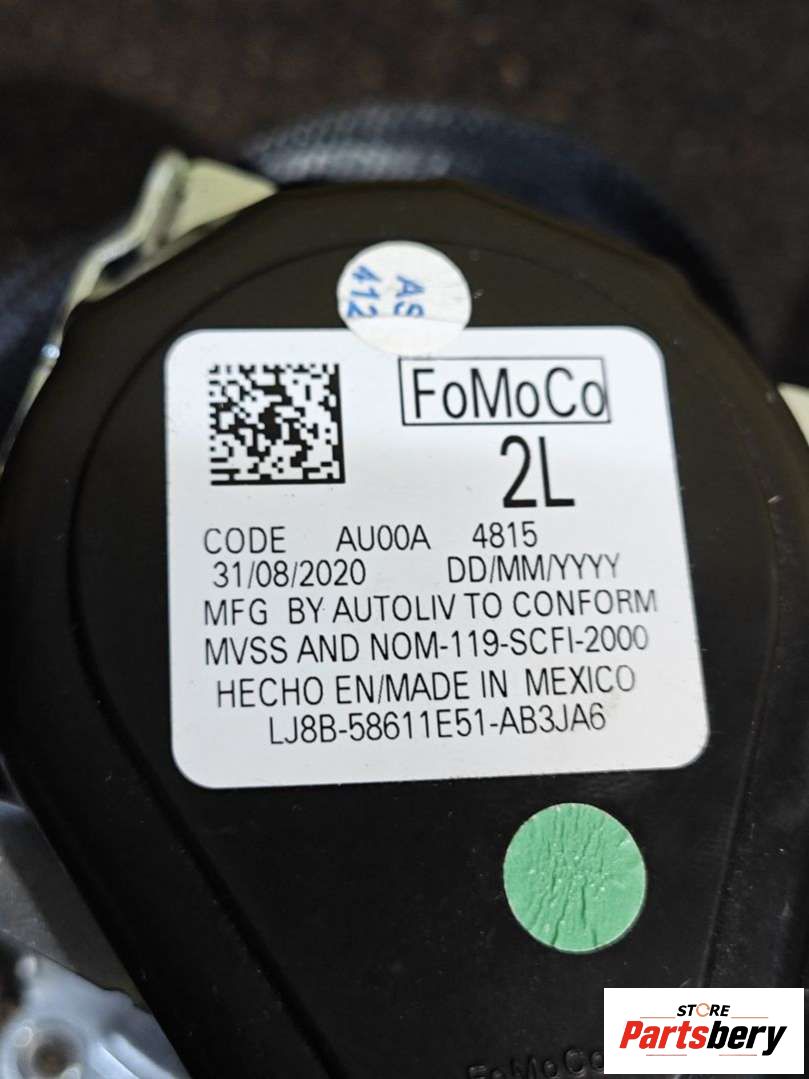 AS
412
FoMoCo
2L
CODE AU00A 4815
31/08/2020 DD/MM/YYYY
MFG BY AUTOLIV TO CONFORM
MVSS AND NOM-119-SCFI-2000
HECHO EN/MADE IN MEXICO
LJ8B-58611E51-AB3JA6
FoMoCo
STORE
Partsbery